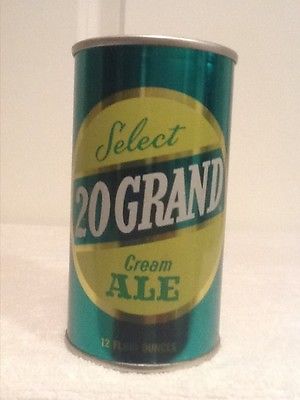 Select
20 GRAND
Cream
ALE
12 FLUID OUNCES